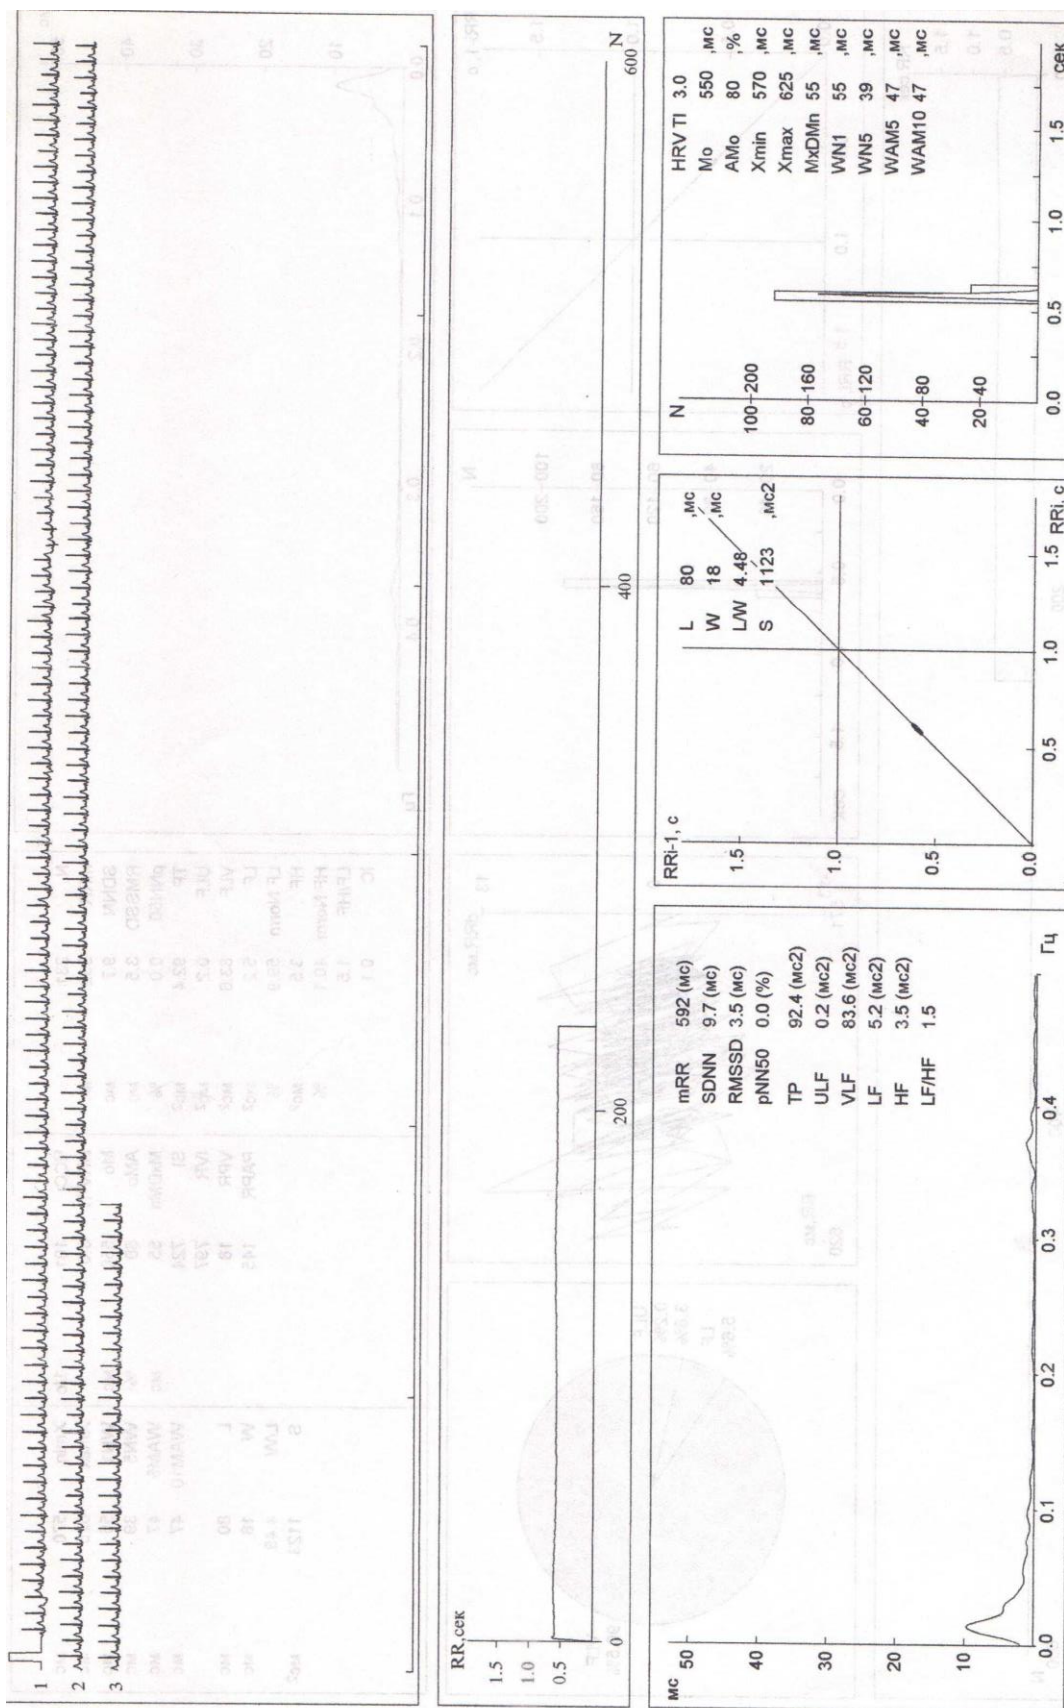 1
2
3
RR,сек
1.5
1.0
0.5
0
200
400
600 N
мс
50
40
30
20
10
0.0
0.1
0.2
0.3
0.4
Гц
mRR 592 (мс)
SDNN 9.7 (мс)
RMSSD 3.5 (мс)
pNN50 0.0 (%)
TP 92.4 (мс2)
ULF 0.2 (мс2)
VLF 83.6 (мс2)
LF 5.2 (мс2)
HF 3.5 (мс2)
LF/HF 1.5
RRi-1, с
1.5
1.0
0.5
0.0
0.5
1.0
1.5
RRi, с
L 80 ,мс
W 18 ,мс
L/W 4.48
S 1123 ,мс2
N
100-200
80-160
60-120
40-80
20-40
0.0
0.5
1.0
1.5
сек
HRV TI 3.0
Mo 550 ,мс
AMo 80 ,%
Xmin 570 ,мс
Xmax 625 ,мс
MxDMn 55 ,мс
WN1 55 ,мс
WN5 39 ,мс
WAM5 47 ,мс
WAM10 47 ,мс